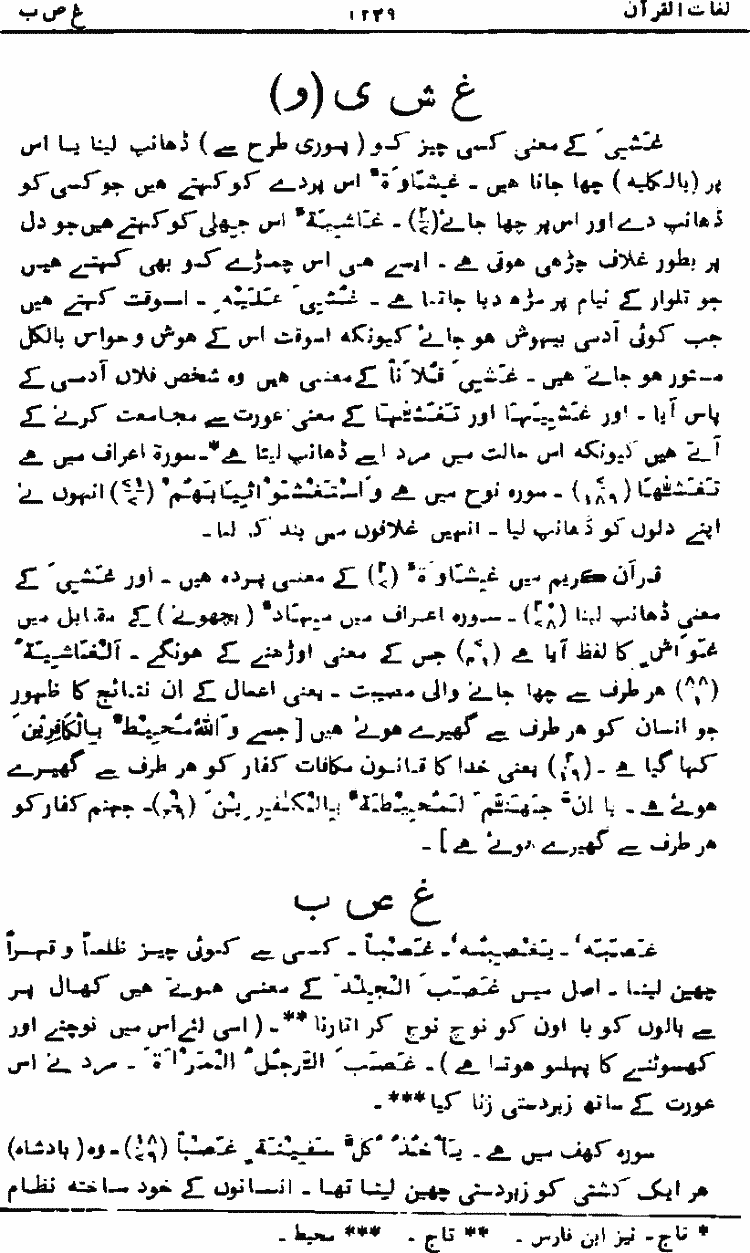 لغات القرآن ۱۲۳۹ غ ص ب
غ ش ی (و)
غَشِیَ کے معنی کسی چیز کو (پوری طرح سے) ڈھانپ لینا یا اس
پر (بالکلیہ) چھا جانا ہیں ۔ غِشَاوَۃٌ اس پردے کو کہتے ہیں جو کسی کو
ڈھانپ دے اور اس پر چھا جائے (۲/۷) ۔ غَاشِیَۃٌ اس جھلی کو کہتے ہیں جو دل
پر بطور غلاف چڑھی ہوتی ہے ۔ ایسے ہی اس چمڑے کو بھی کہتے ہیں
جو تلوار کے نیام پر مڑھ دیا جاتا ہے ۔ غُشِیَ عَلَیْہِ ۔ اسوقت کہتے ہیں
جب کوئی آدمی بیہوش ہو جائے کیونکہ اسوقت اس کے ہوش و حواس بالکل
مستور ہو جاتے ہیں ۔ غَشِیَ فُلَاناً کے معنی ہیں وہ شخص فلاں آدمی کے
پاس آیا ۔ اور غَشِیَہَا اور تَغَشّٰہَا کے معنی عورت سے مجامعت کرنے کے
آتے ہیں کیونکہ اس حالت میں مرد اسے ڈھانپ لیتا ہے* ۔ سورۃ اعراف میں ہے
تَغَشّٰہَا (۷/۱۸۹) ۔ سورہ نوح میں ہے وَاسْتَغْشَوْا ثِیَابَہُمْ (۷۱/۷) انہوں نے
اپنے دلوں کو ڈھانپ لیا ۔ انہیں غلافوں میں بند کر لیا ۔
قرآن کریم میں غِشَاوَۃٌ (۲/۷) کے معنی پردہ ہیں ۔ اور غَشِیَ کے
معنی ڈھانپ لینا (۲۰/۷۸) ۔ سورہ اعراف میں مِہَادٌ (بچھونے) کے مقابل میں
غَوَاشٍ کا لفظ آیا ہے (۷/۴۱) جس کے معنی اوڑھنے کے ہونگے ۔ اَلْغَاشِیَۃُ
(۸۸/۱) ہر طرف سے چھا جانے والی مصیبت ۔ یعنی اعمال کے ان نتائج کا ظہور
جو انسان کو ہر طرف سے گھیرے ہوئے ہیں [جسے وَاللّٰہُ مُحِیْطٌ بِالْکَافِرِیْنَ
کہا گیا ہے ۔ (۲/۱۹) یعنی خدا کا قانون مکافات کفار کو ہر طرف سے گھیرے
ہوئے ہے ۔ یا اِنَّ جَہَنَّمَ لَمُحِیْطَۃٌ بِالْکٰفِرِیْنَ (۹/۴۹) ۔ جہنم کفار کو
ہر طرف سے گھیرے ہوئے ہے] ۔
غ ص ب
غَصَبَہٗ ۔ یَغْصِبُہٗ ۔ غَصْباً ۔ کسی سے کوئی چیز ظلماً و قہراً
چھین لینا ۔ اصل میں غَصَبَ الْجِلْدَ کے معنی ہوتے ہیں کھال پر
سے بالوں کو یا اون کو نوچ نوچ کر اتارنا** ۔ (اسی لئے اس میں نوچنے اور
کھسوٹنے کا پہلو ہوتا ہے) ۔ غَصَبَ الرَّجُلُ الْمَرْأَۃَ ۔ مرد نے اس
عورت کے ساتھ زبردستی زنا کیا*** ۔
سورہ کہف میں ہے ۔ یَأْخُذُ کُلَّ سَفِیْنَۃٍ غَصْباً (۱۸/۷۹) ۔ وہ (بادشاہ)
ہر ایک کشتی کو زبردستی چھین لیتا تھا ۔ انسانوں کے خود ساختہ نظام
* تاج ۔ نیز ابن فارس ۔ ** تاج ۔ *** محیط ۔